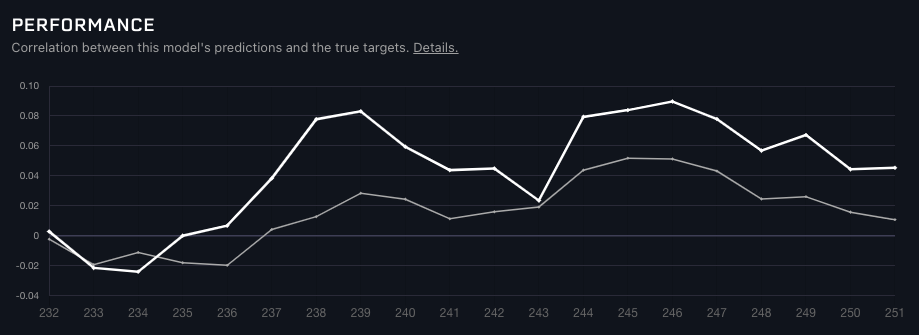 PERFORMANCE
Correlation between this model's predictions and the true targets. Details.
0.10
0.08
0.06
0.04
0.02
0
-0.02
-0.04
232 233 234 235 236 237 238 239 240 241 242 243 244 245 246 247 248 249 250 251